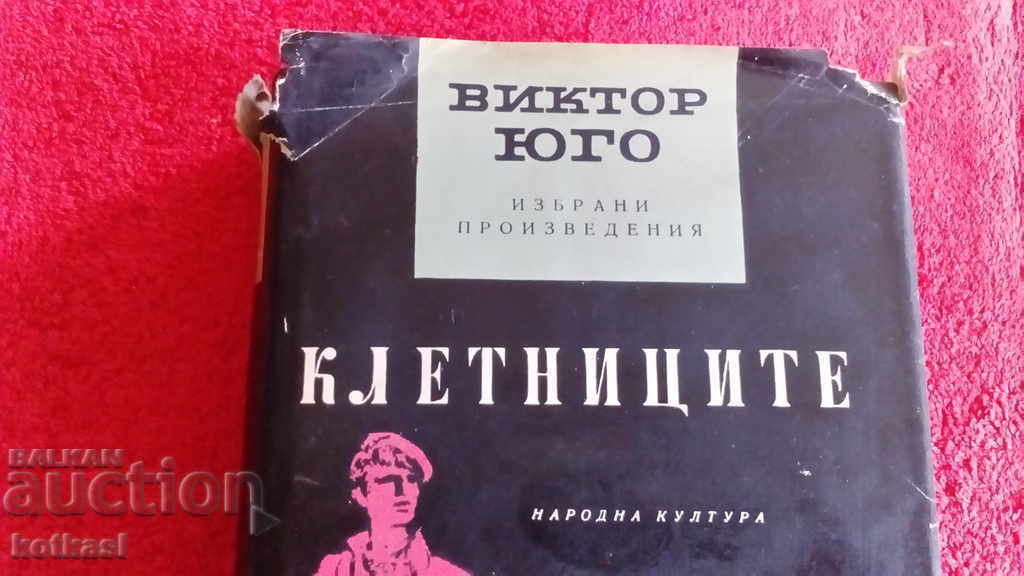 ВИКТОР
ЮГО
ИЗБРАНИ
ПРОИЗВЕДЕНИЯ
КЛЕТНИЦИТЕ
НАРОДНА КУЛТУРА
BALKAN
auction
kotkasl